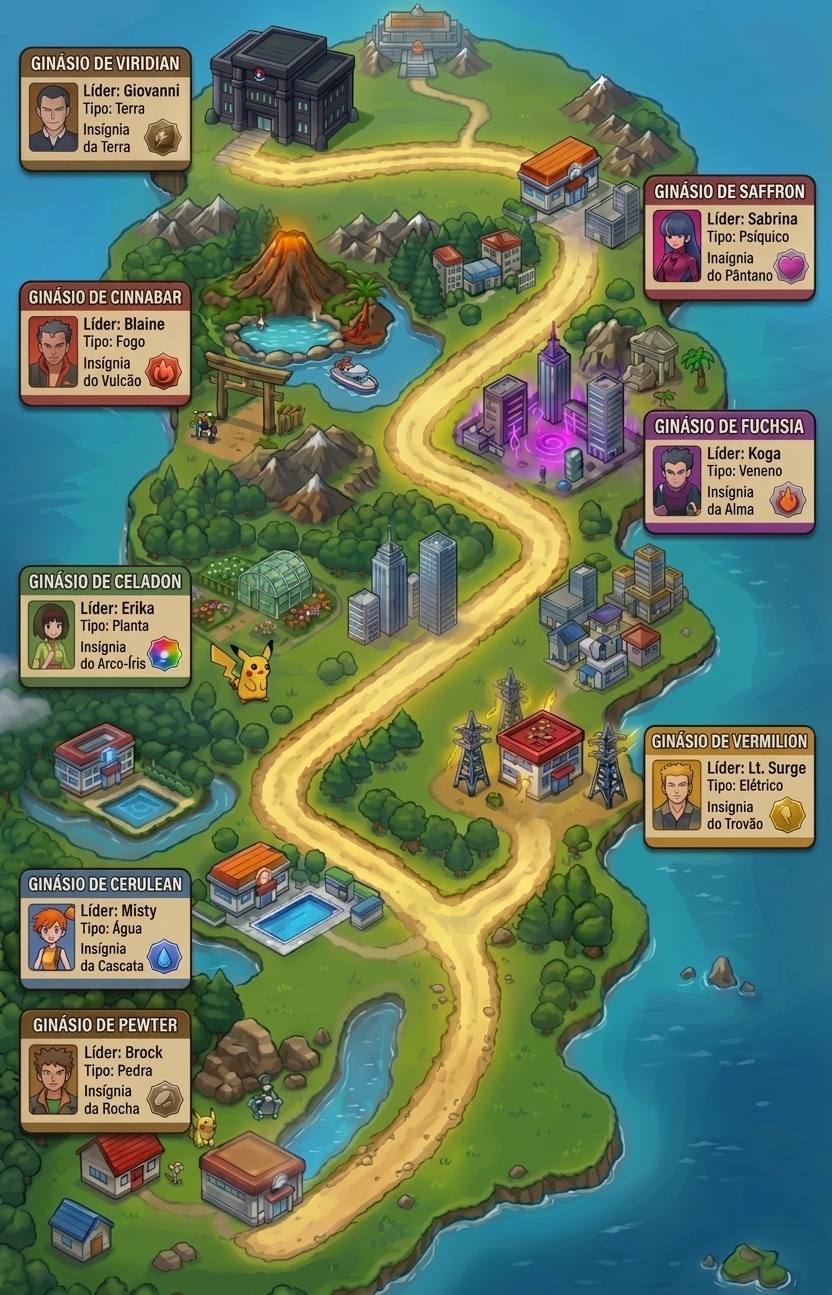 GINÁSIO DE VIRIDIAN
Líder: Giovanni
Tipo: Terra
Insígnia
da Terra
GINÁSIO DE SAFFRON
Líder: Sabrina
Tipo: Psíquico
Inaignia
do Pântano
GINÁSIO DE CINNABAR
Líder: Blaine
Tipo: Fogo
Insígnia
do Vulcão
GINÁSIO DE FUCHSIA
Líder: Koga
Tipo: Veneno
Insígnia
da Alma
GINÁSIO DE CELADON
Líder: Erika
Tipo: Planta
Insígnia
do Arco-Íris
GINÁSIO DE VERMILION
Líder: Lt. Surge
Tipo: Elétrico
Insignia
do Trovão
GINÁSIO DE CERULEAN
Líder: Misty
Tipo: Água
Insígnia
da Cascata
GINÁSIO DE PEWTER
Líder: Brock
Tipo: Pedra
Insígnia
da Rocha